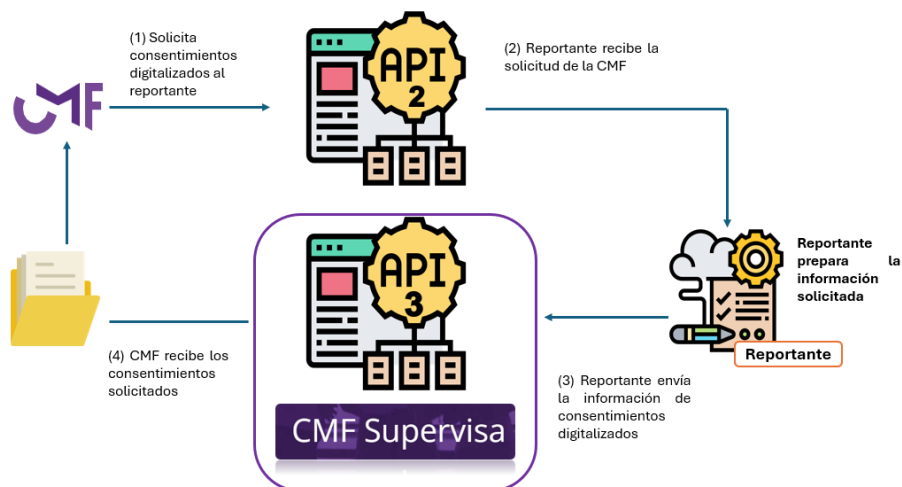 (1) Solicita
consentimientos
digitalizados al
reportante
CMF
API
2
(2) Reportante recibe la
solicitud de la CMF
API
3
Reportante
prepara la
información
solicitada
Reportante
(3) Reportante envía
la información de
consentimientos
digitalizados
(4) CMF recibe los
consentimientos
solicitados
CMF Supervisa